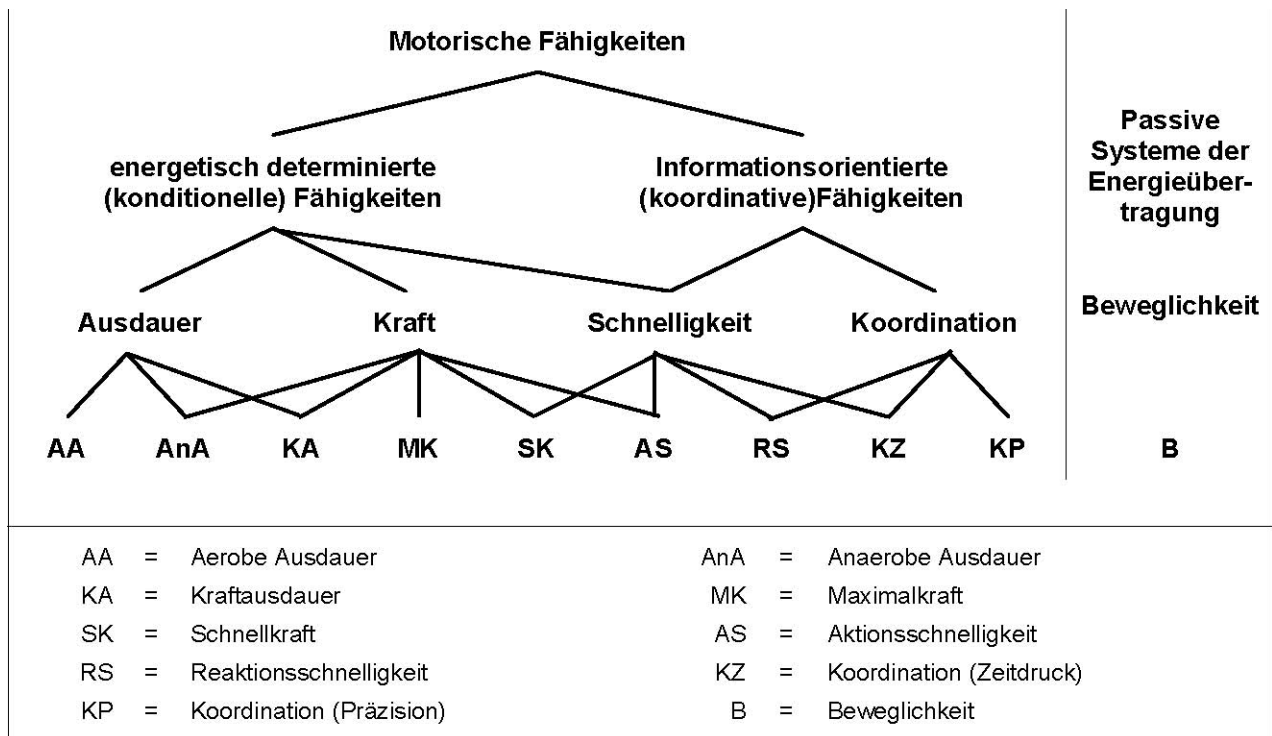 Motorische Fähigkeiten
energetisch determinierte
(konditionelle) Fähigkeiten
Informationsorientierte
(koordinative)Fähigkeiten
Passive
Systeme der
Energieüber-
tragung
Ausdauer
Kraft
Schnelligkeit
Koordination
Beweglichkeit
AA AnA KA MK SK AS RS KZ KP B
AA = Aerobe Ausdauer
AnA = Anaerobe Ausdauer
KA = Kraftausdauer
MK = Maximalkraft
SK = Schnellkraft
AS = Aktionsschnelligkeit
RS = Reaktionsschnelligkeit
KZ = Koordination (Zeitdruck)
KP = Koordination (Präzision)
B = Beweglichkeit